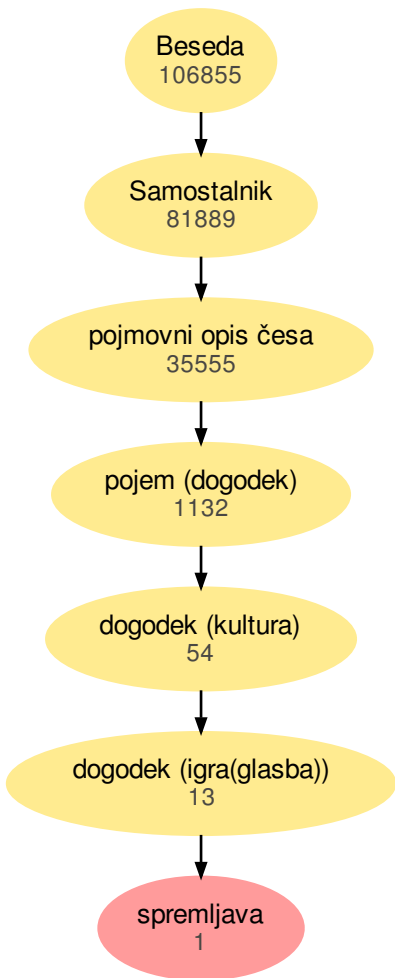 Beseda
106855
Samostalnik
81889
pojmovni opis česa
35555
pojem (dogodek)
1132
dogodek (kultura)
54
dogodek (igra(glasba))
13
spremljava
1